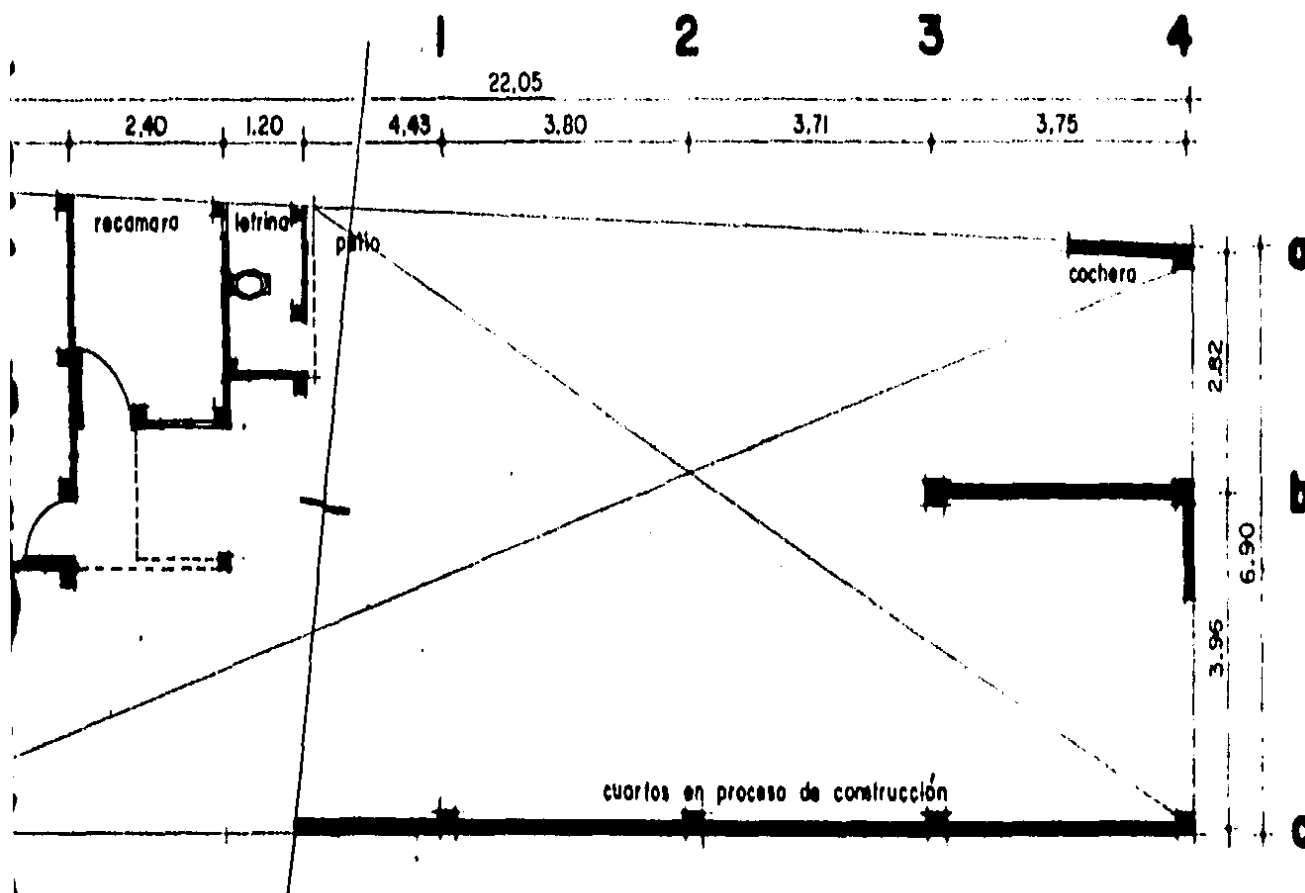 1 2 3 4
22,05
2,40 1.20 4,43 3.80 3,71 3,75
recamara letrina
patio
a
cochera
2.82
b
6.90
3.96
cuartos en proceso de construcción
c